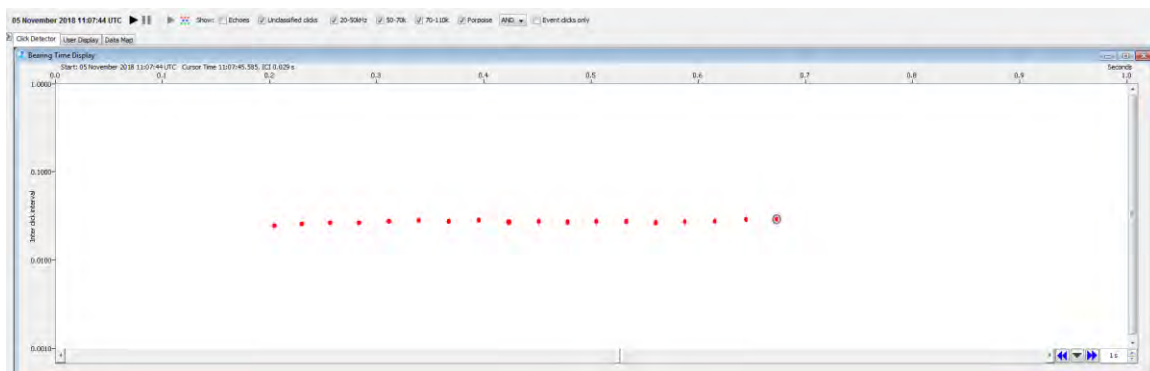 05 November 2018 11:07:44 UTC Show: Echoes Unclassified clicks 20-50kHz 50-70k 70-110k Porpoise AND Event clicks only
Click Detector User Display Data Map
Bearing Time Display
Start: 05 November 2018 11:07:44 UTC Cursor Time 11:07:45.585, ICI 0.029 s Seconds
0.0 0.1 0.2 0.3 0.4 0.5 0.6 0.7 0.8 0.9 1.0
1.0000
0.1000
Inter click interval
0.0100
0.0010
1s